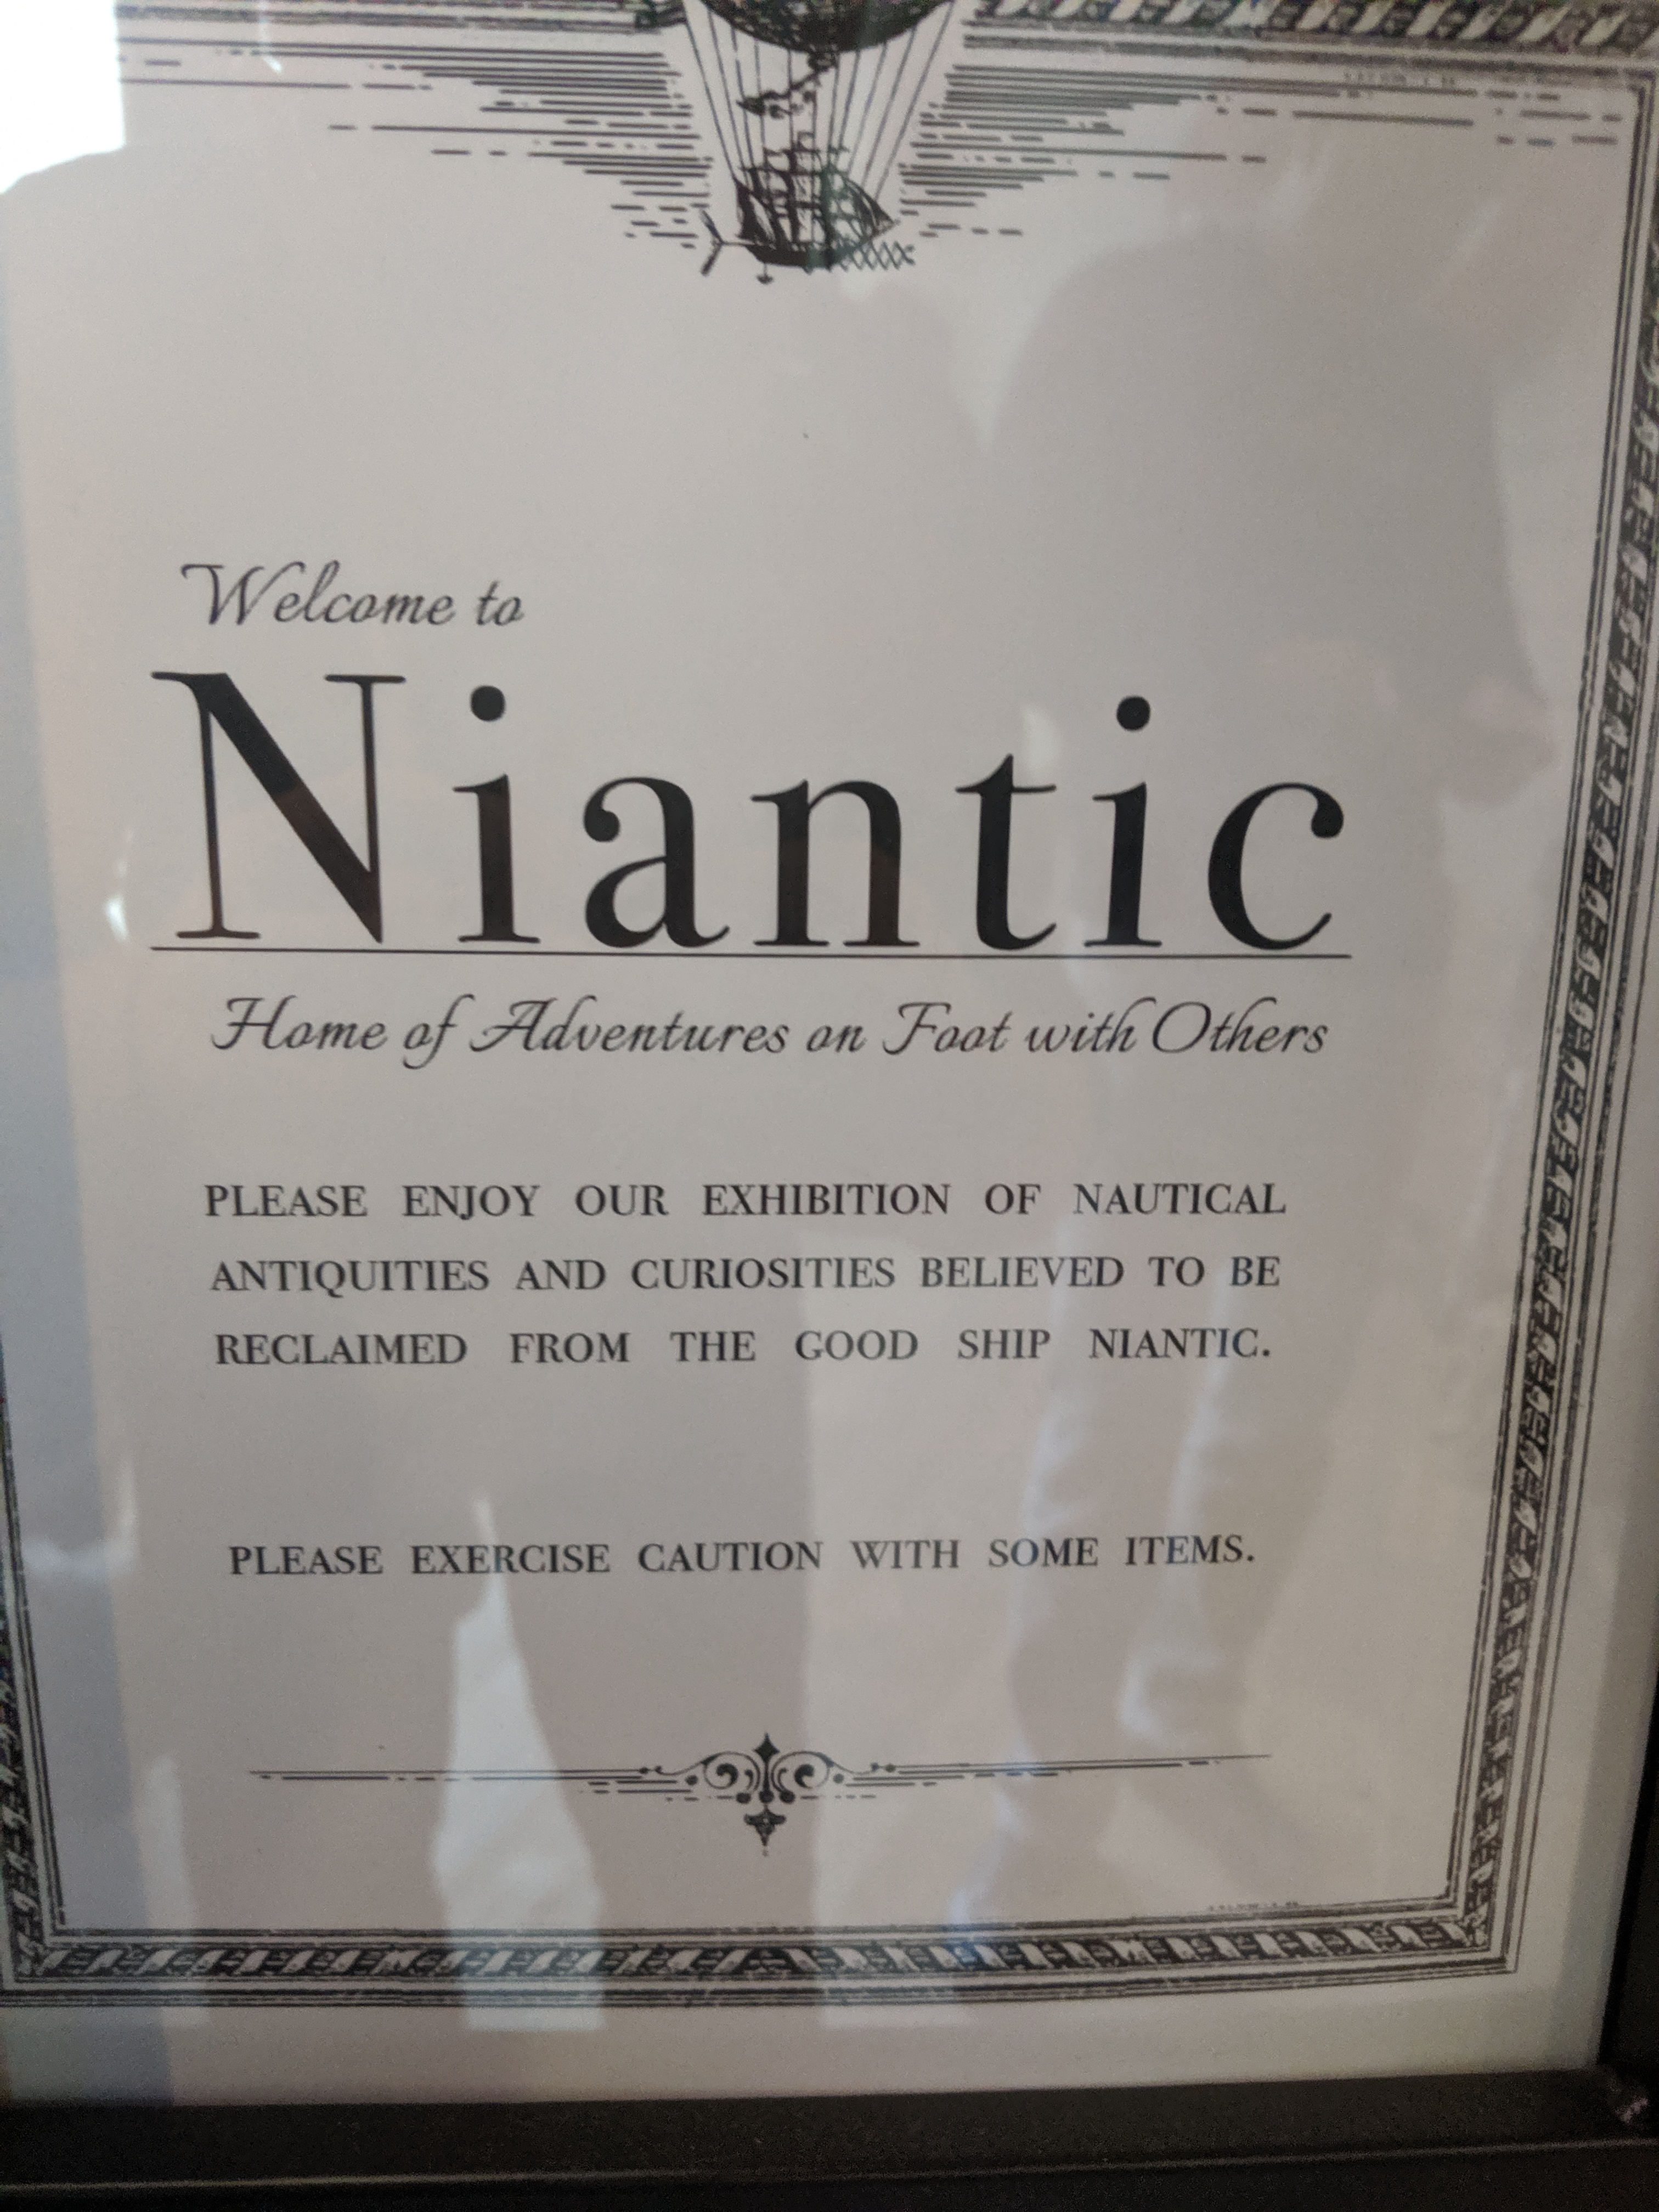 Welcome to
Niantic
Home of Adventures on Foot with Others
PLEASE ENJOY OUR EXHIBITION OF NAUTICAL
ANTIQUITIES AND CURIOSITIES BELIEVED TO BE
RECLAIMED FROM THE GOOD SHIP NIANTIC.
PLEASE EXERCISE CAUTION WITH SOME ITEMS.